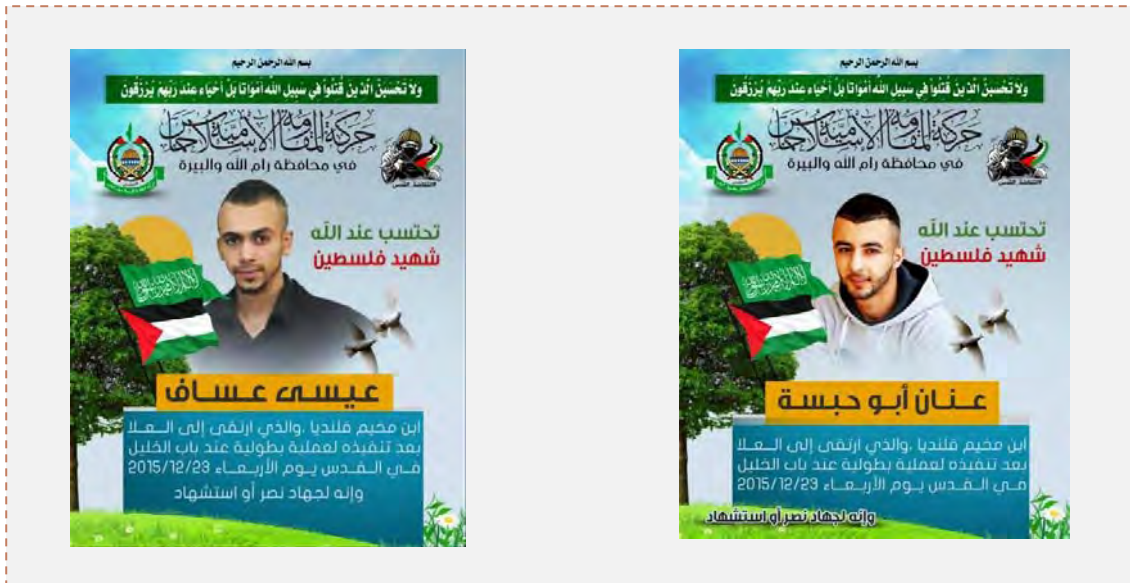 بسم الله الرحمن الرحيم
ولا تحسبن الذين قتلوا في سبيل الله أمواتا بل أحياء عند ربهم يرزقون
حركة المقاومة الإسلامية حماس
في محافظة رام الله والبيرة
تحتسب عند الله
شهيد فلسطين
عيسى عساف
ابن مخيم قلنديا ,والذي ارتقى إلى العلا
بعد تنفيذه لعملية بطولية عند باب الخليل
في القدس يوم الأربعاء 2015/12/23
وإنه لجهاد نصر أو استشهاد
بسم الله الرحمن الرحيم
ولا تحسبن الذين قتلوا في سبيل الله أمواتا بل أحياء عند ربهم يرزقون
حركة المقاومة الإسلامية حماس
في محافظة رام الله والبيرة
تحتسب عند الله
شهيد فلسطين
عنان أبو حبسة
ابن مخيم قلنديا ,والذي ارتقى إلى العلا
بعد تنفيذه لعملية بطولية عند باب الخليل
في القدس يوم الأربعاء 2015/12/23
وإنه لجهاد نصر أو استشهاد